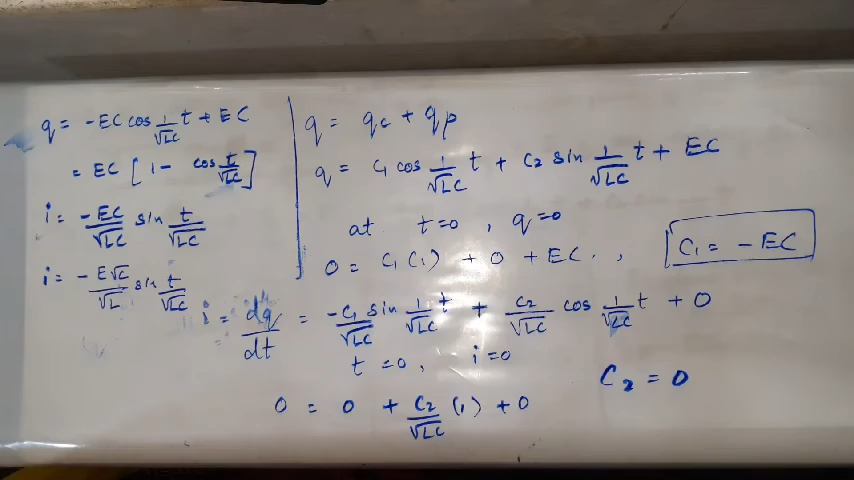 q = qc + qp
q = C1 cos 1/√LC t + C2 sin 1/√LC t + EC
at t=0 , q=0
0 = C1(1) + 0 + EC . , C1 = - EC
i = dq/dt = -C1/√LC sin 1/√LC t + C2/√LC cos 1/√LC t + 0
t=0, i=0
C2 = 0
0 = 0 + C2/√LC (1) + 0
q = -EC cos 1/√LC t + EC
= EC [ 1 - cos t/√LC ]
i = -EC/√LC sin t/√LC
i = -E√C/√L sin t/√LC